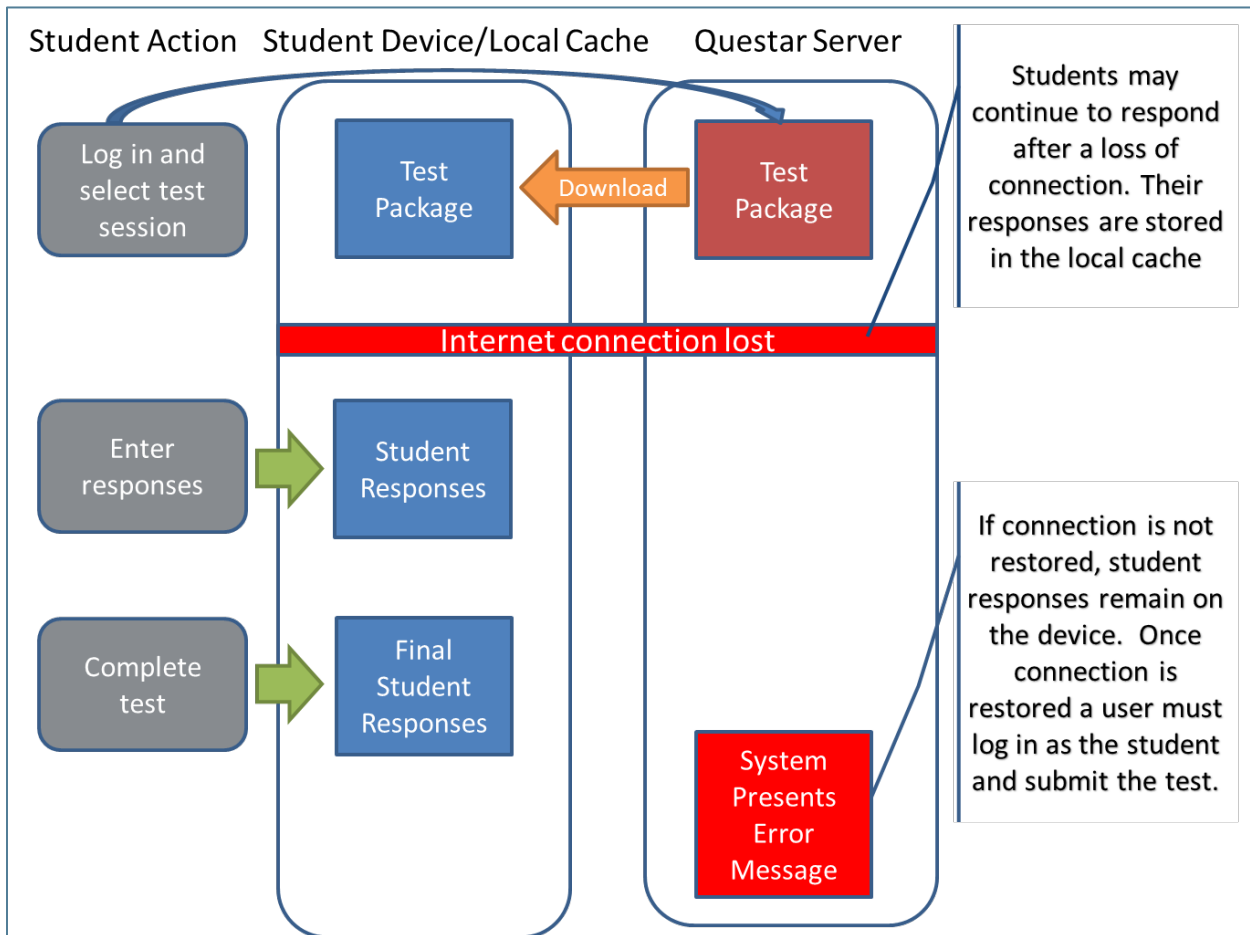 Student Action
Student Device/Local Cache
Questar Server
Log in and
select test
session
Test
Package
Download
Test
Package
Students may
continue to respond
after a loss of
connection. Their
responses are stored
in the local cache
Internet connection lost
Enter
responses
Student
Responses
Complete
test
Final
Student
Responses
System
Presents
Error
Message
If connection is not
restored, student
responses remain on
the device. Once
connection is
restored a user must
log in as the student
and submit the test.